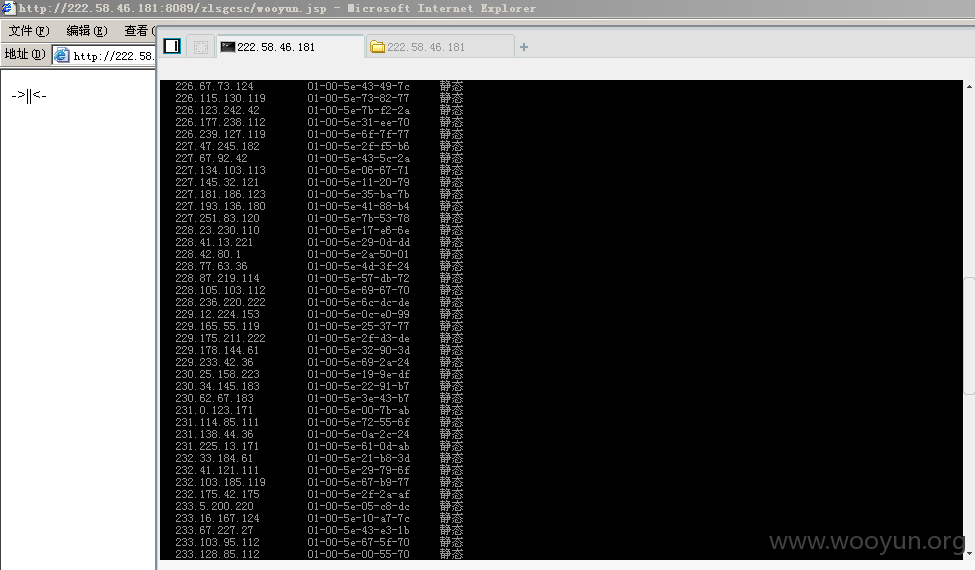 http://222.58.46.181:8089/zlsgcsc/wooyun.jsp - Microsoft Internet Explorer
文件(F) 编辑(E) 查看(
地址(D) http://222.58.
222.58.46.181 222.58.46.181
->||<-
226.67.73.124 01-00-5e-43-49-7c 静态
226.115.130.119 01-00-5e-73-82-77 静态
226.123.242.42 01-00-5e-7b-f2-2a 静态
226.177.238.112 01-00-5e-31-ee-70 静态
226.239.127.119 01-00-5e-6f-7f-77 静态
227.47.245.182 01-00-5e-2f-f5-b6 静态
227.67.92.42 01-00-5e-43-5c-2a 静态
227.134.103.113 01-00-5e-06-67-71 静态
227.145.32.121 01-00-5e-11-20-79 静态
227.181.186.123 01-00-5e-35-ba-7b 静态
227.193.136.180 01-00-5e-41-88-b4 静态
227.251.83.120 01-00-5e-7b-53-78 静态
228.23.230.110 01-00-5e-17-e6-6e 静态
228.41.13.221 01-00-5e-29-0d-dd 静态
228.42.80.1 01-00-5e-2a-50-01 静态
228.77.63.36 01-00-5e-4d-3f-24 静态
228.87.219.114 01-00-5e-57-db-72 静态
228.105.103.112 01-00-5e-69-67-70 静态
228.236.220.222 01-00-5e-6c-dc-de 静态
229.12.224.153 01-00-5e-0c-e0-99 静态
229.165.55.119 01-00-5e-25-37-77 静态
229.175.211.222 01-00-5e-2f-d3-de 静态
229.178.144.61 01-00-5e-32-90-3d 静态
229.233.42.36 01-00-5e-69-2a-24 静态
230.25.158.223 01-00-5e-19-9e-df 静态
230.34.145.183 01-00-5e-22-91-b7 静态
230.62.67.183 01-00-5e-3e-43-b7 静态
231.0.123.171 01-00-5e-00-7b-ab 静态
231.114.85.111 01-00-5e-72-55-6f 静态
231.138.44.36 01-00-5e-0a-2c-24 静态
231.225.13.171 01-00-5e-61-0d-ab 静态
232.33.184.61 01-00-5e-21-b8-3d 静态
232.41.121.111 01-00-5e-29-79-6f 静态
232.103.185.119 01-00-5e-67-b9-77 静态
232.175.42.175 01-00-5e-2f-2a-af 静态
233.5.200.220 01-00-5e-05-c8-dc 静态
233.16.167.124 01-00-5e-10-a7-7c 静态
233.67.227.27 01-00-5e-43-e3-1b 静态
233.103.95.112 01-00-5e-67-5f-70 静态
233.128.85.112 01-00-5e-00-55-70 静态
www.wooyun.org